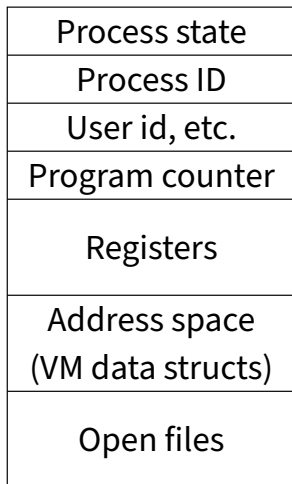 Process state
Process ID
User id, etc.
Program counter
Registers
Address space
(VM data structs)
Open files